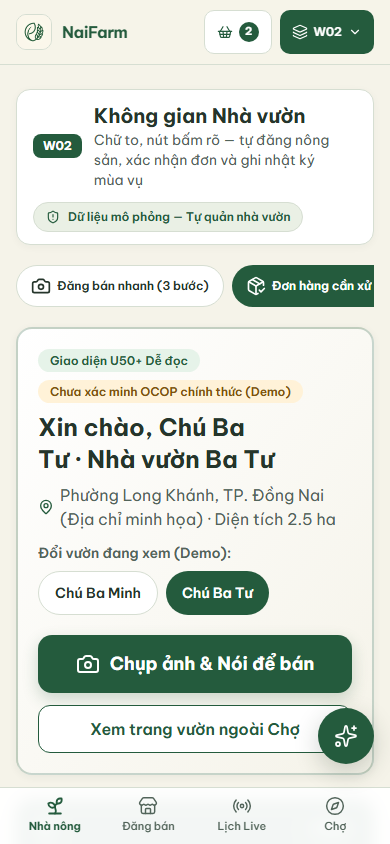 NaiFarm
2
W02
W02
Không gian Nhà vườn
Chữ to, nút bấm rõ — tự đăng nông
sản, xác nhận đơn và ghi nhật ký
mùa vụ
Dữ liệu mô phỏng — Tự quản nhà vườn
Đăng bán nhanh (3 bước)
Đơn hàng cần xử
Giao diện U50+ Dễ đọc
Chưa xác minh OCOP chính thức (Demo)
Xin chào, Chú Ba
Tư · Nhà vườn Ba Tư
Phường Long Khánh, TP. Đồng Nai
(Địa chỉ minh họa) · Diện tích 2.5 ha
Đổi vườn đang xem (Demo):
Chú Ba Minh
Chú Ba Tư
Chụp ảnh & Nói để bán
Xem trang vườn ngoài Chợ
Nhà nông
Đăng bán
Lịch Live
Chợ